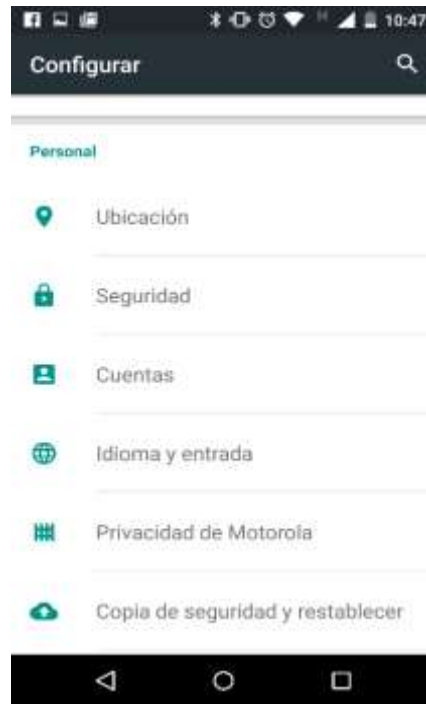 10:47
Configurar
Personal
Ubicación
Seguridad
Cuentas
Idioma y entrada
Privacidad de Motorola
Copia de seguridad y restablecer